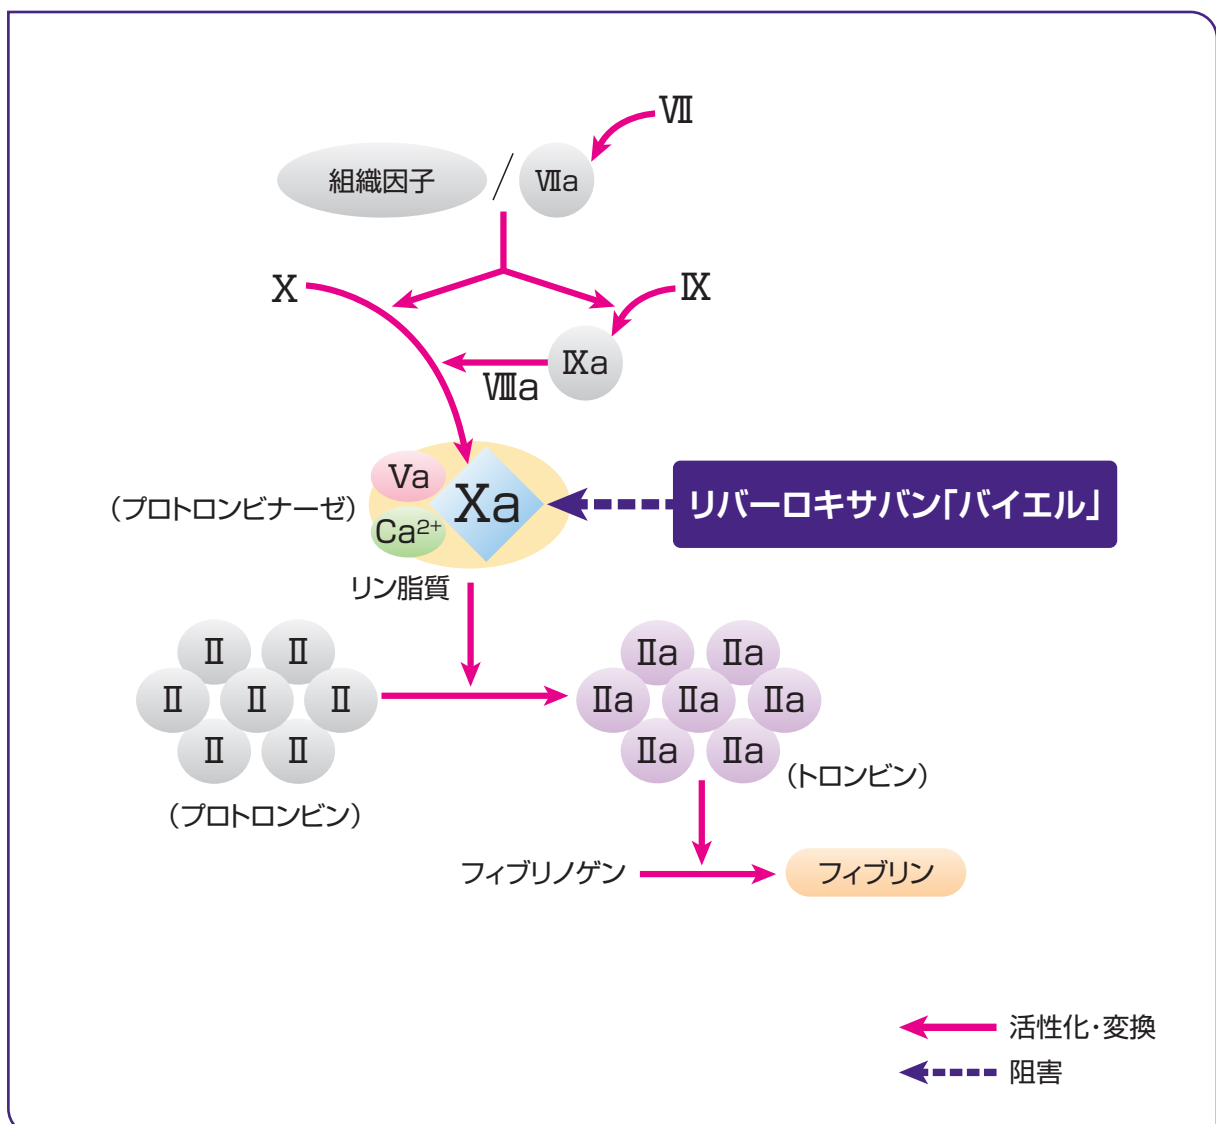 Ⅶ
組織因子 / Ⅶa
Ⅹ
Ⅸ
Ⅸa
Ⅷa
Va
Xa
Ca²⁺
(プロトロンビナーゼ)
リバーロキサバン「バイエル」
リン脂質
Ⅱ Ⅱ
Ⅱ Ⅱ Ⅱ
Ⅱ Ⅱ
(プロトロンビン)
Ⅱa Ⅱa
Ⅱa Ⅱa Ⅱa
Ⅱa Ⅱa
(トロンビン)
フィブリノゲン
フィブリン
活性化・変換
阻害